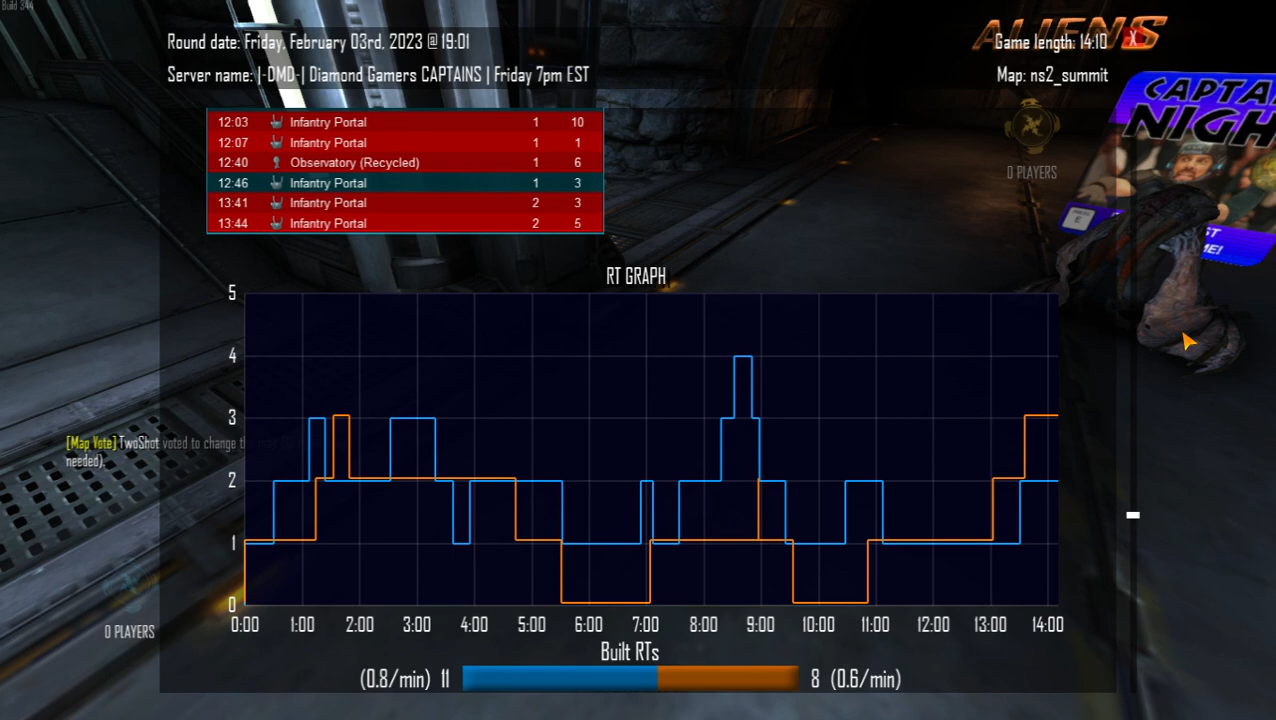 Build 344
ALIENS
Round date: Friday, February 03rd, 2023 @ 19:01
Game length: 14:10
X
Server name: |-DMD-| Diamond Gamers CAPTAINS | Friday 7pm EST
Map: ns2_summit
CAPTA
NIGH
12:03 Infantry Portal 1 10
12:07 Infantry Portal 1 1
12:40 Observatory (Recycled) 1 6
12:46 Infantry Portal 1 3
13:41 Infantry Portal 2 3
13:44 Infantry Portal 2 5
0 PLAYERS
E
ST
ME!
RT GRAPH
5
4
3
2
1
0
[Map Vote] TwoShot voted to change t
needed).
0:00 1:00 2:00 3:00 4:00 5:00 6:00 7:00 8:00 9:00 10:00 11:00 12:00 13:00 14:00
0 PLAYERS
Built RTs
(0.8/min) 11 8 (0.6/min)